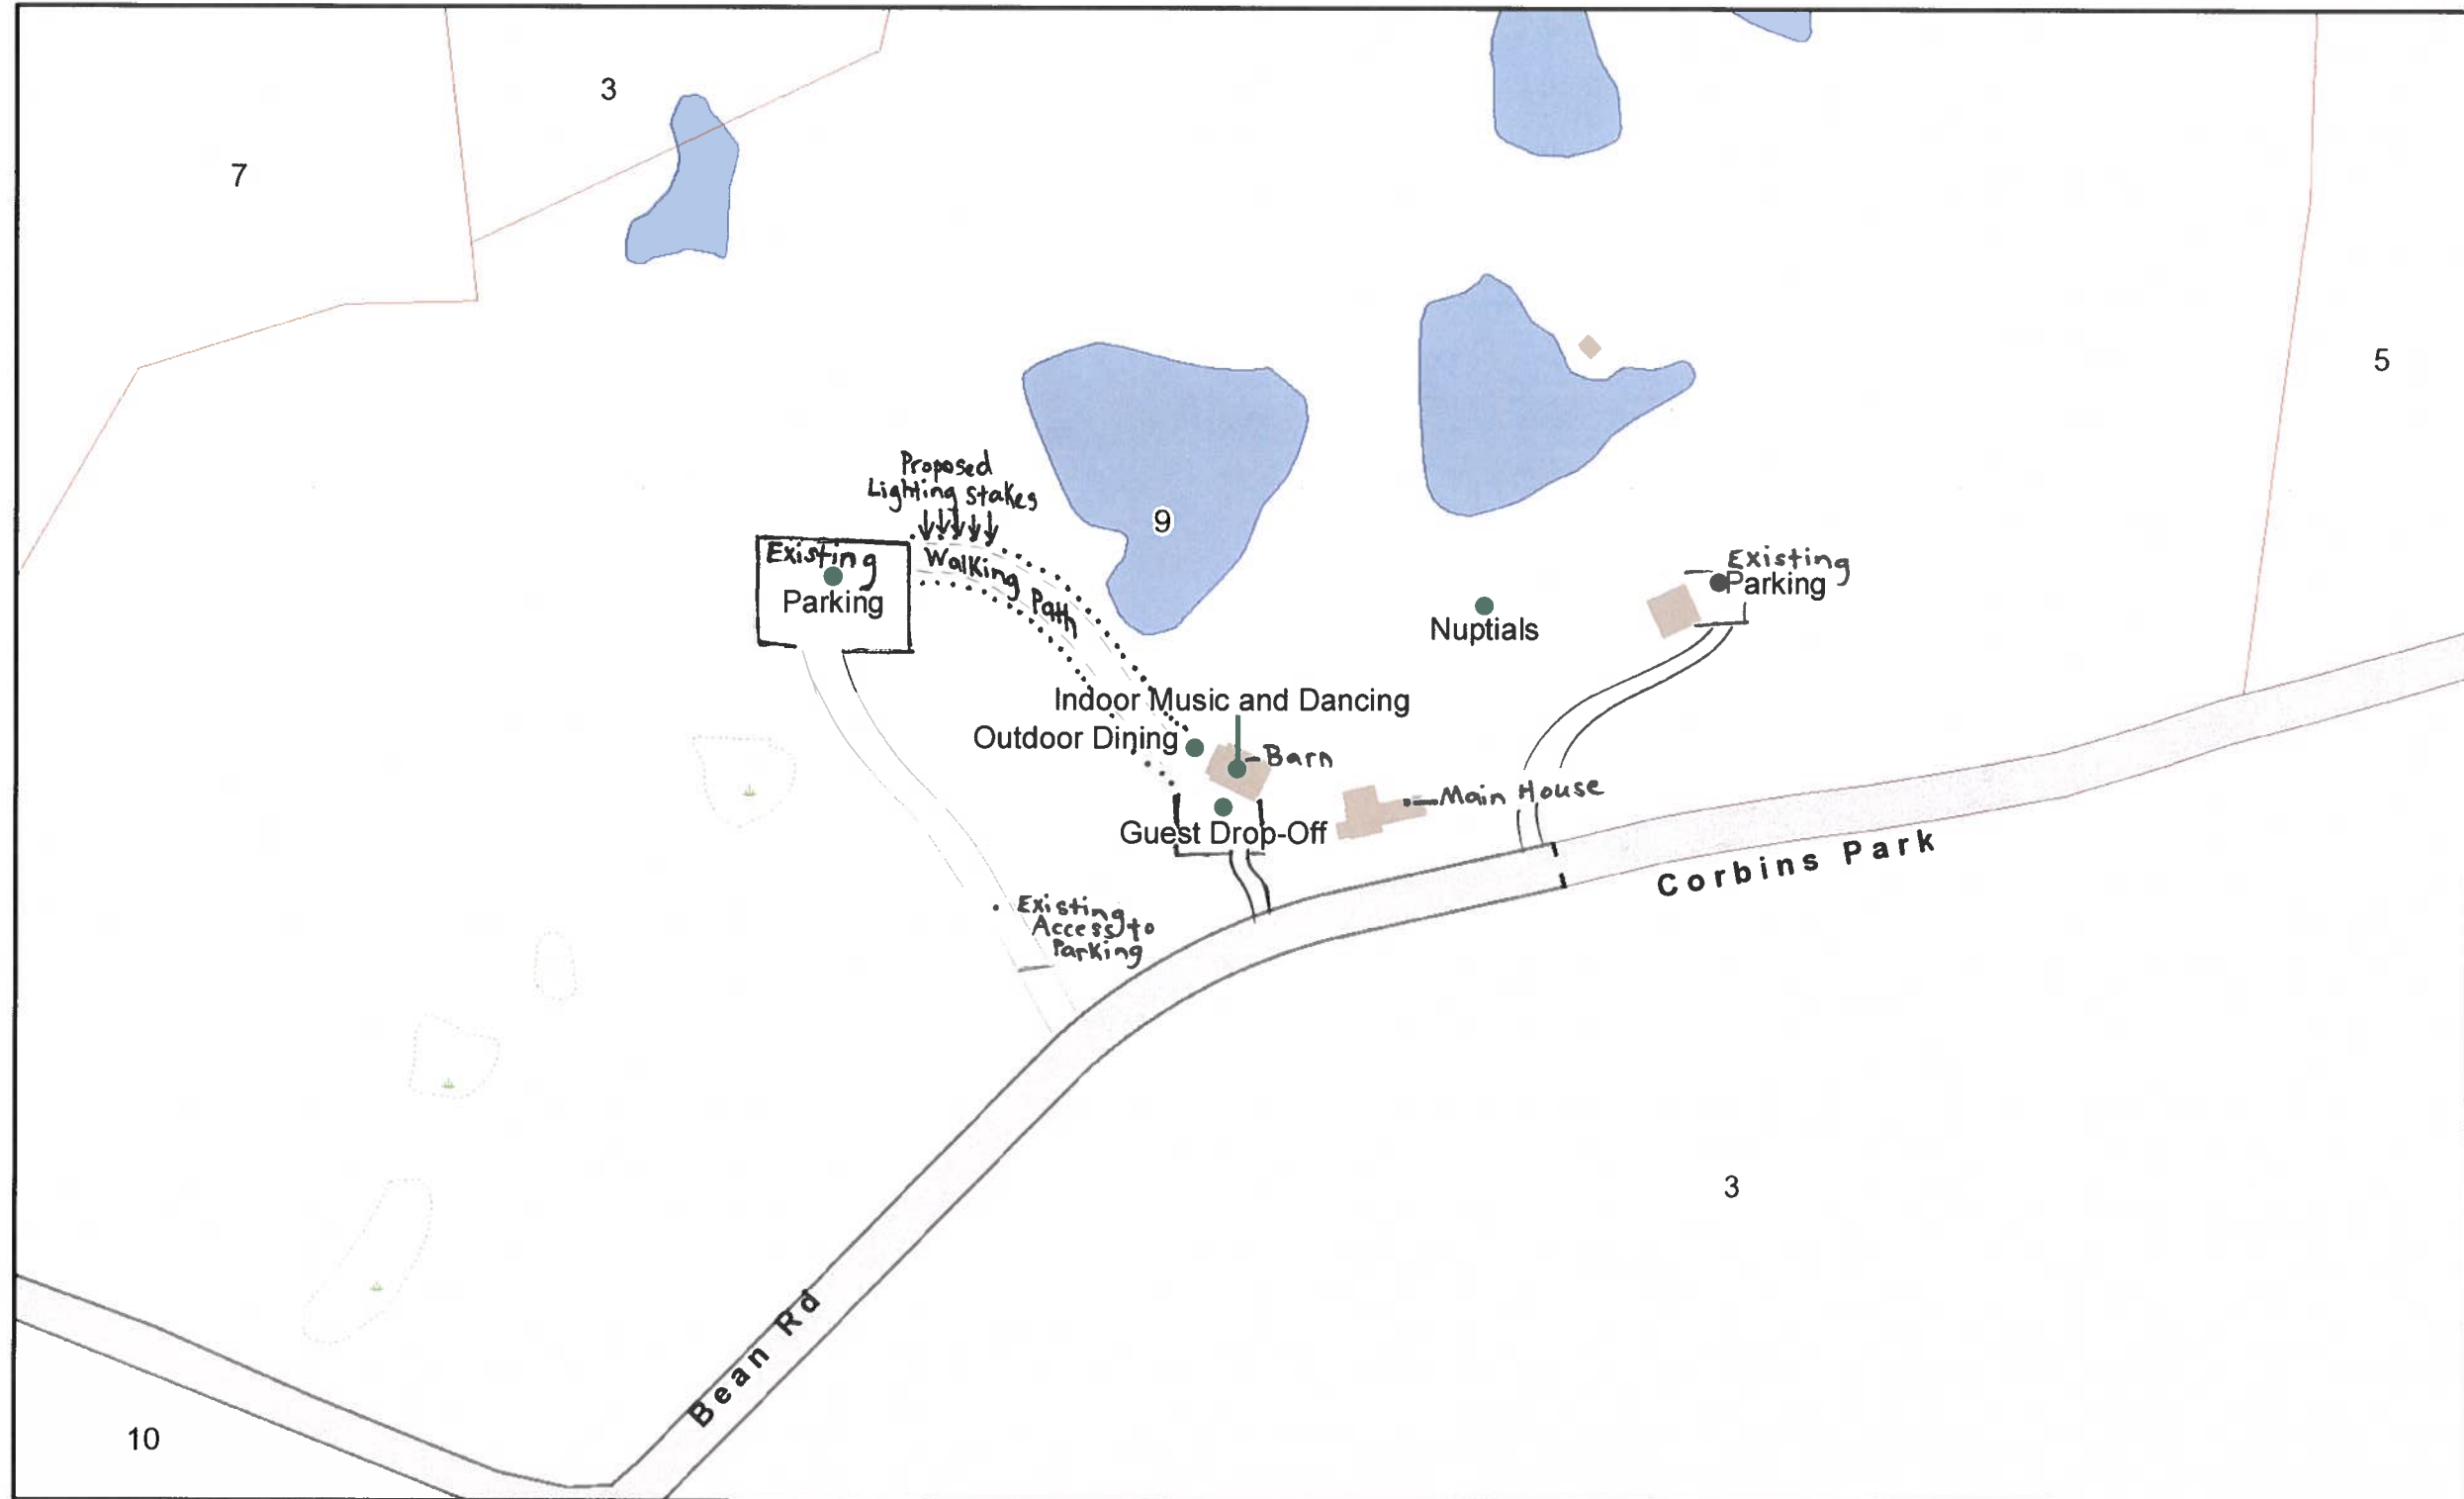 3
7
5
Proposed
Lighting stakes
9
Existing
Parking
Walking Path
Existing
Parking
Nuptials
Indoor Music and Dancing
Outdoor Dining
Barn
Main House
Guest Drop-Off
Corbins Park
Existing
Access to
Parking
3
Bean Rd
10